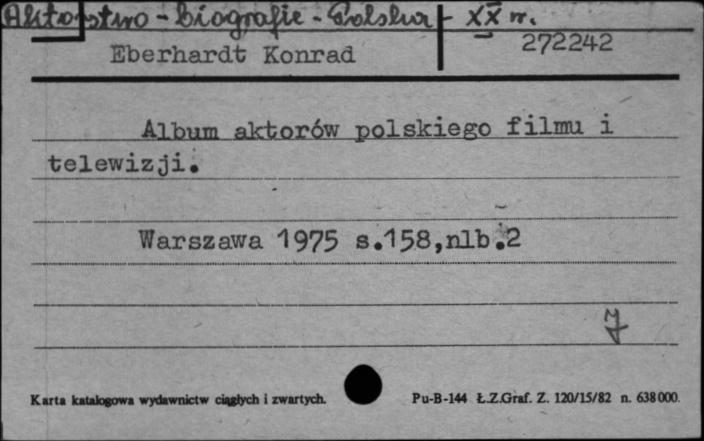 Aktorstwo - biografie - Polska - XX w.
272242
Eberhardt Konrad
Album aktorów polskiego filmu i
telewizji.
Warszawa 1975 s.158,nlb.2
Karta katalogowa wydawnictw ciągłych i zwartych. Pu-B-144 Ł.Z.Graf. Z. 120/15/82 n. 638000.